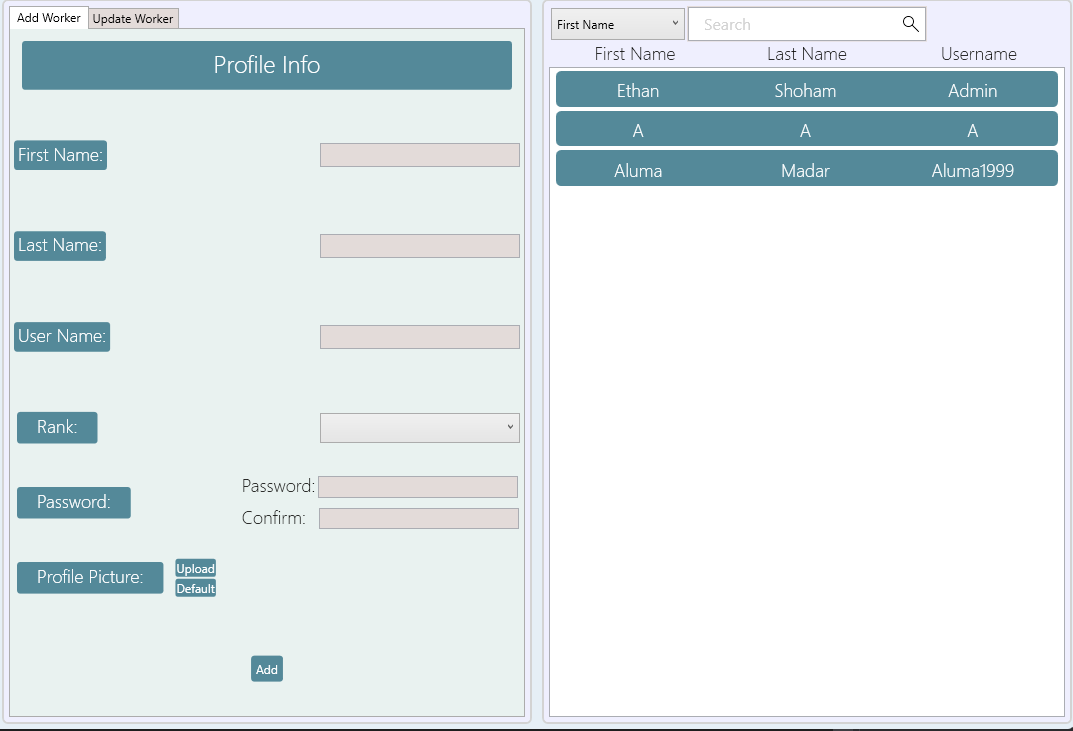 Add Worker Update Worker
Profile Info
First Name:
Last Name:
User Name:
Rank:
Password:
Password:
Confirm:
Profile Picture:
Upload
Default
Add
First Name
Search
First Name Last Name Username
Ethan Shoham Admin
A A A
Aluma Madar Aluma1999